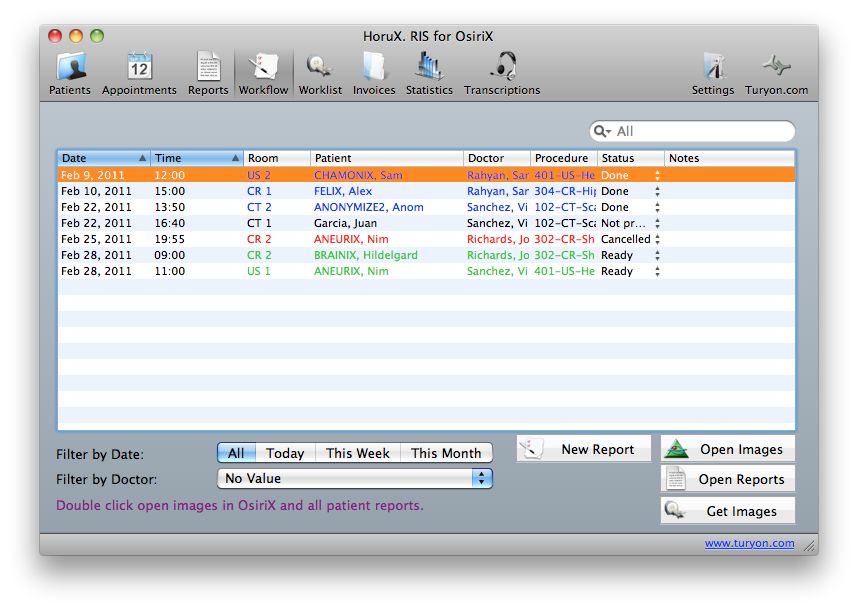 HoruX. RIS for OsiriX
12
Patients Appointments Reports Workflow Worklist Invoices Statistics Transcriptions Settings Turyon.com
All
Date Time Room Patient Doctor Procedure Status Notes
Feb 9, 2011 12:00 US 2 CHAMONIX, Sam Rahyan, Sar 401-US-He Done
Feb 10, 2011 15:00 CR 1 FELIX, Alex Rahyan, Sar 304-CR-Hip Done
Feb 22, 2011 13:50 CT 2 ANONYMIZE2, Anom Sanchez, Vi 102-CT-Sca Done
Feb 22, 2011 16:40 CT 1 Garcia, Juan Sanchez, Vi 102-CT-Sca Not pr...
Feb 25, 2011 19:55 CR 2 ANEURIX, Nim Richards, Jo 302-CR-Sh Cancelled
Feb 28, 2011 09:00 CR 2 BRAINIX, Hildelgard Richards, Jo 302-CR-Sh Ready
Feb 28, 2011 11:00 US 1 ANEURIX, Nim Sanchez, Vi 401-US-He Ready
Filter by Date: All Today This Week This Month
New Report Open Images
Filter by Doctor: No Value
Open Reports
Double click open images in OsiriX and all patient reports.
Get Images
www.turyon.com